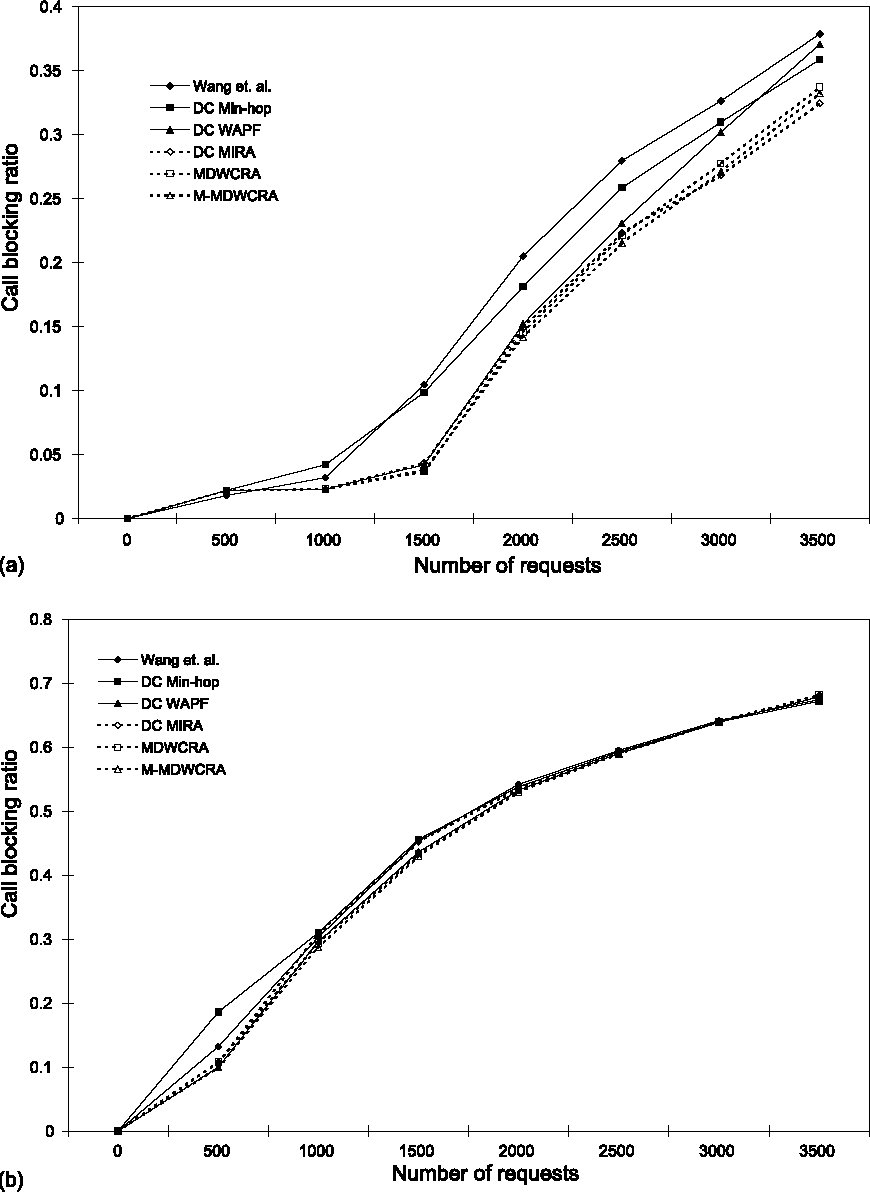 0.4
0.35
0.3
0.25
0.2
0.15
0.1
0.05
0
Call blocking ratio
Wang et. al.
DC Min-hop
DC WAPF
DC MIRA
MDWCRA
M-MDWCRA
0 500 1000 1500 2000 2500 3000 3500
(a) Number of requests
0.8
0.7
0.6
0.5
0.4
0.3
0.2
0.1
0
Call blocking ratio
Wang et. al.
DC Min-hop
DC WAPF
DC MIRA
MDWCRA
M-MDWCRA
0 500 1000 1500 2000 2500 3000 3500
(b) Number of requests